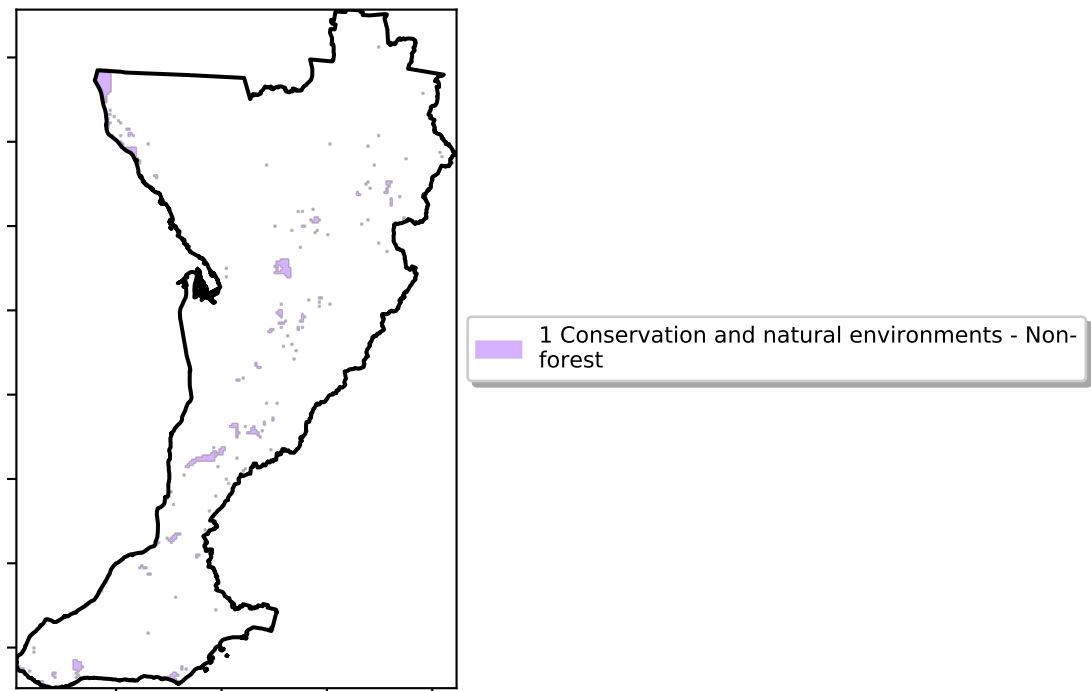 1 Conservation and natural environments - Non-
forest